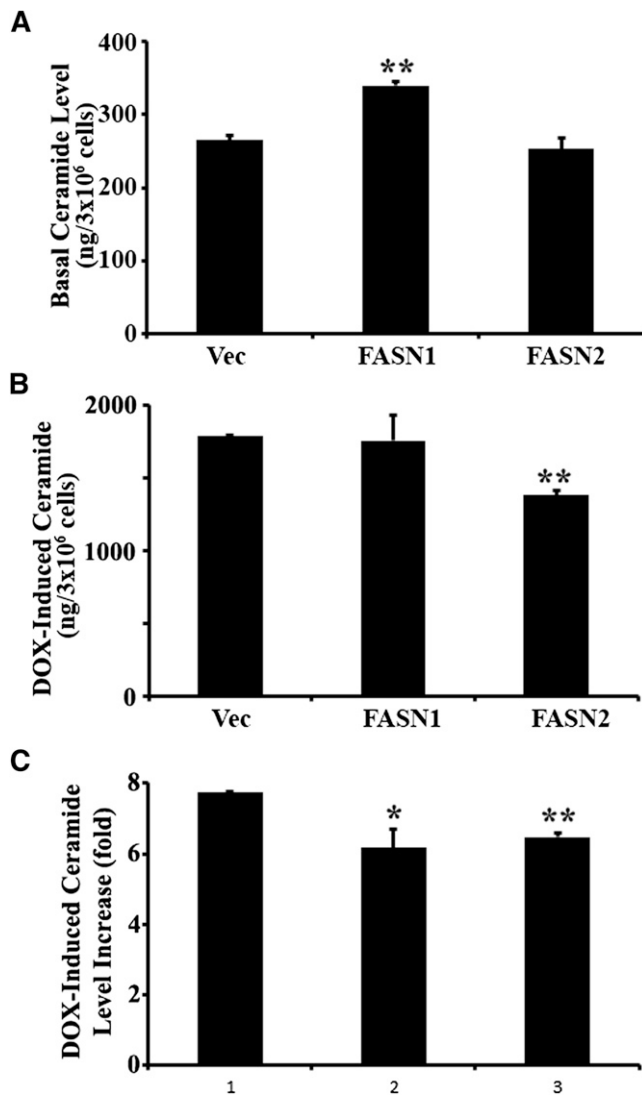 A
Basal Ceramide Level
(ng/3x10⁶ cells)
400
300
200
100
0
**
Vec FASN1 FASN2
B
DOX-Induced Ceramide
(ng/3x10⁶ cells)
2000
1000
0
**
Vec FASN1 FASN2
C
DOX-Induced Ceramide
Level Increase (fold)
8
6
4
2
0
* **
1 2 3